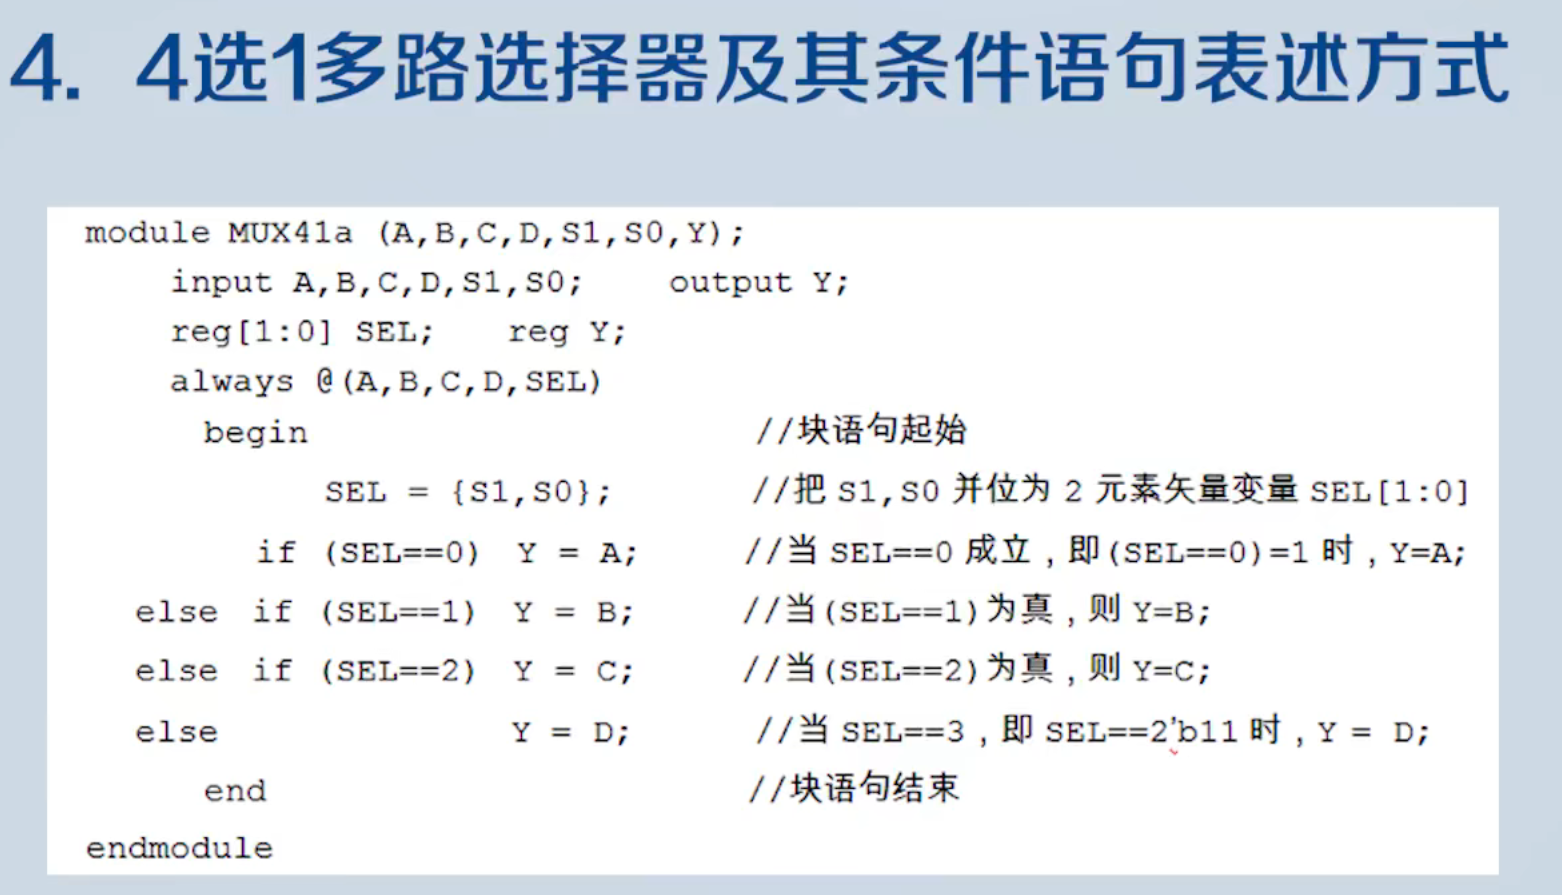 4. 4选1多路选择器及其条件语句表述方式
module MUX41a (A,B,C,D,S1,S0,Y);
input A,B,C,D,S1,S0; output Y;
reg[1:0] SEL; reg Y;
always @(A,B,C,D,SEL)
begin //块语句起始
SEL = {S1,S0}; //把 S1,S0 并位为 2 元素矢量变量 SEL[1:0]
if (SEL==0) Y = A; //当 SEL==0 成立，即(SEL==0)=1 时，Y=A;
else if (SEL==1) Y = B; //当(SEL==1)为真，则 Y=B;
else if (SEL==2) Y = C; //当(SEL==2)为真，则 Y=C;
else Y = D; //当 SEL==3，即 SEL==2’b11 时，Y = D;
end //块语句结束
endmodule